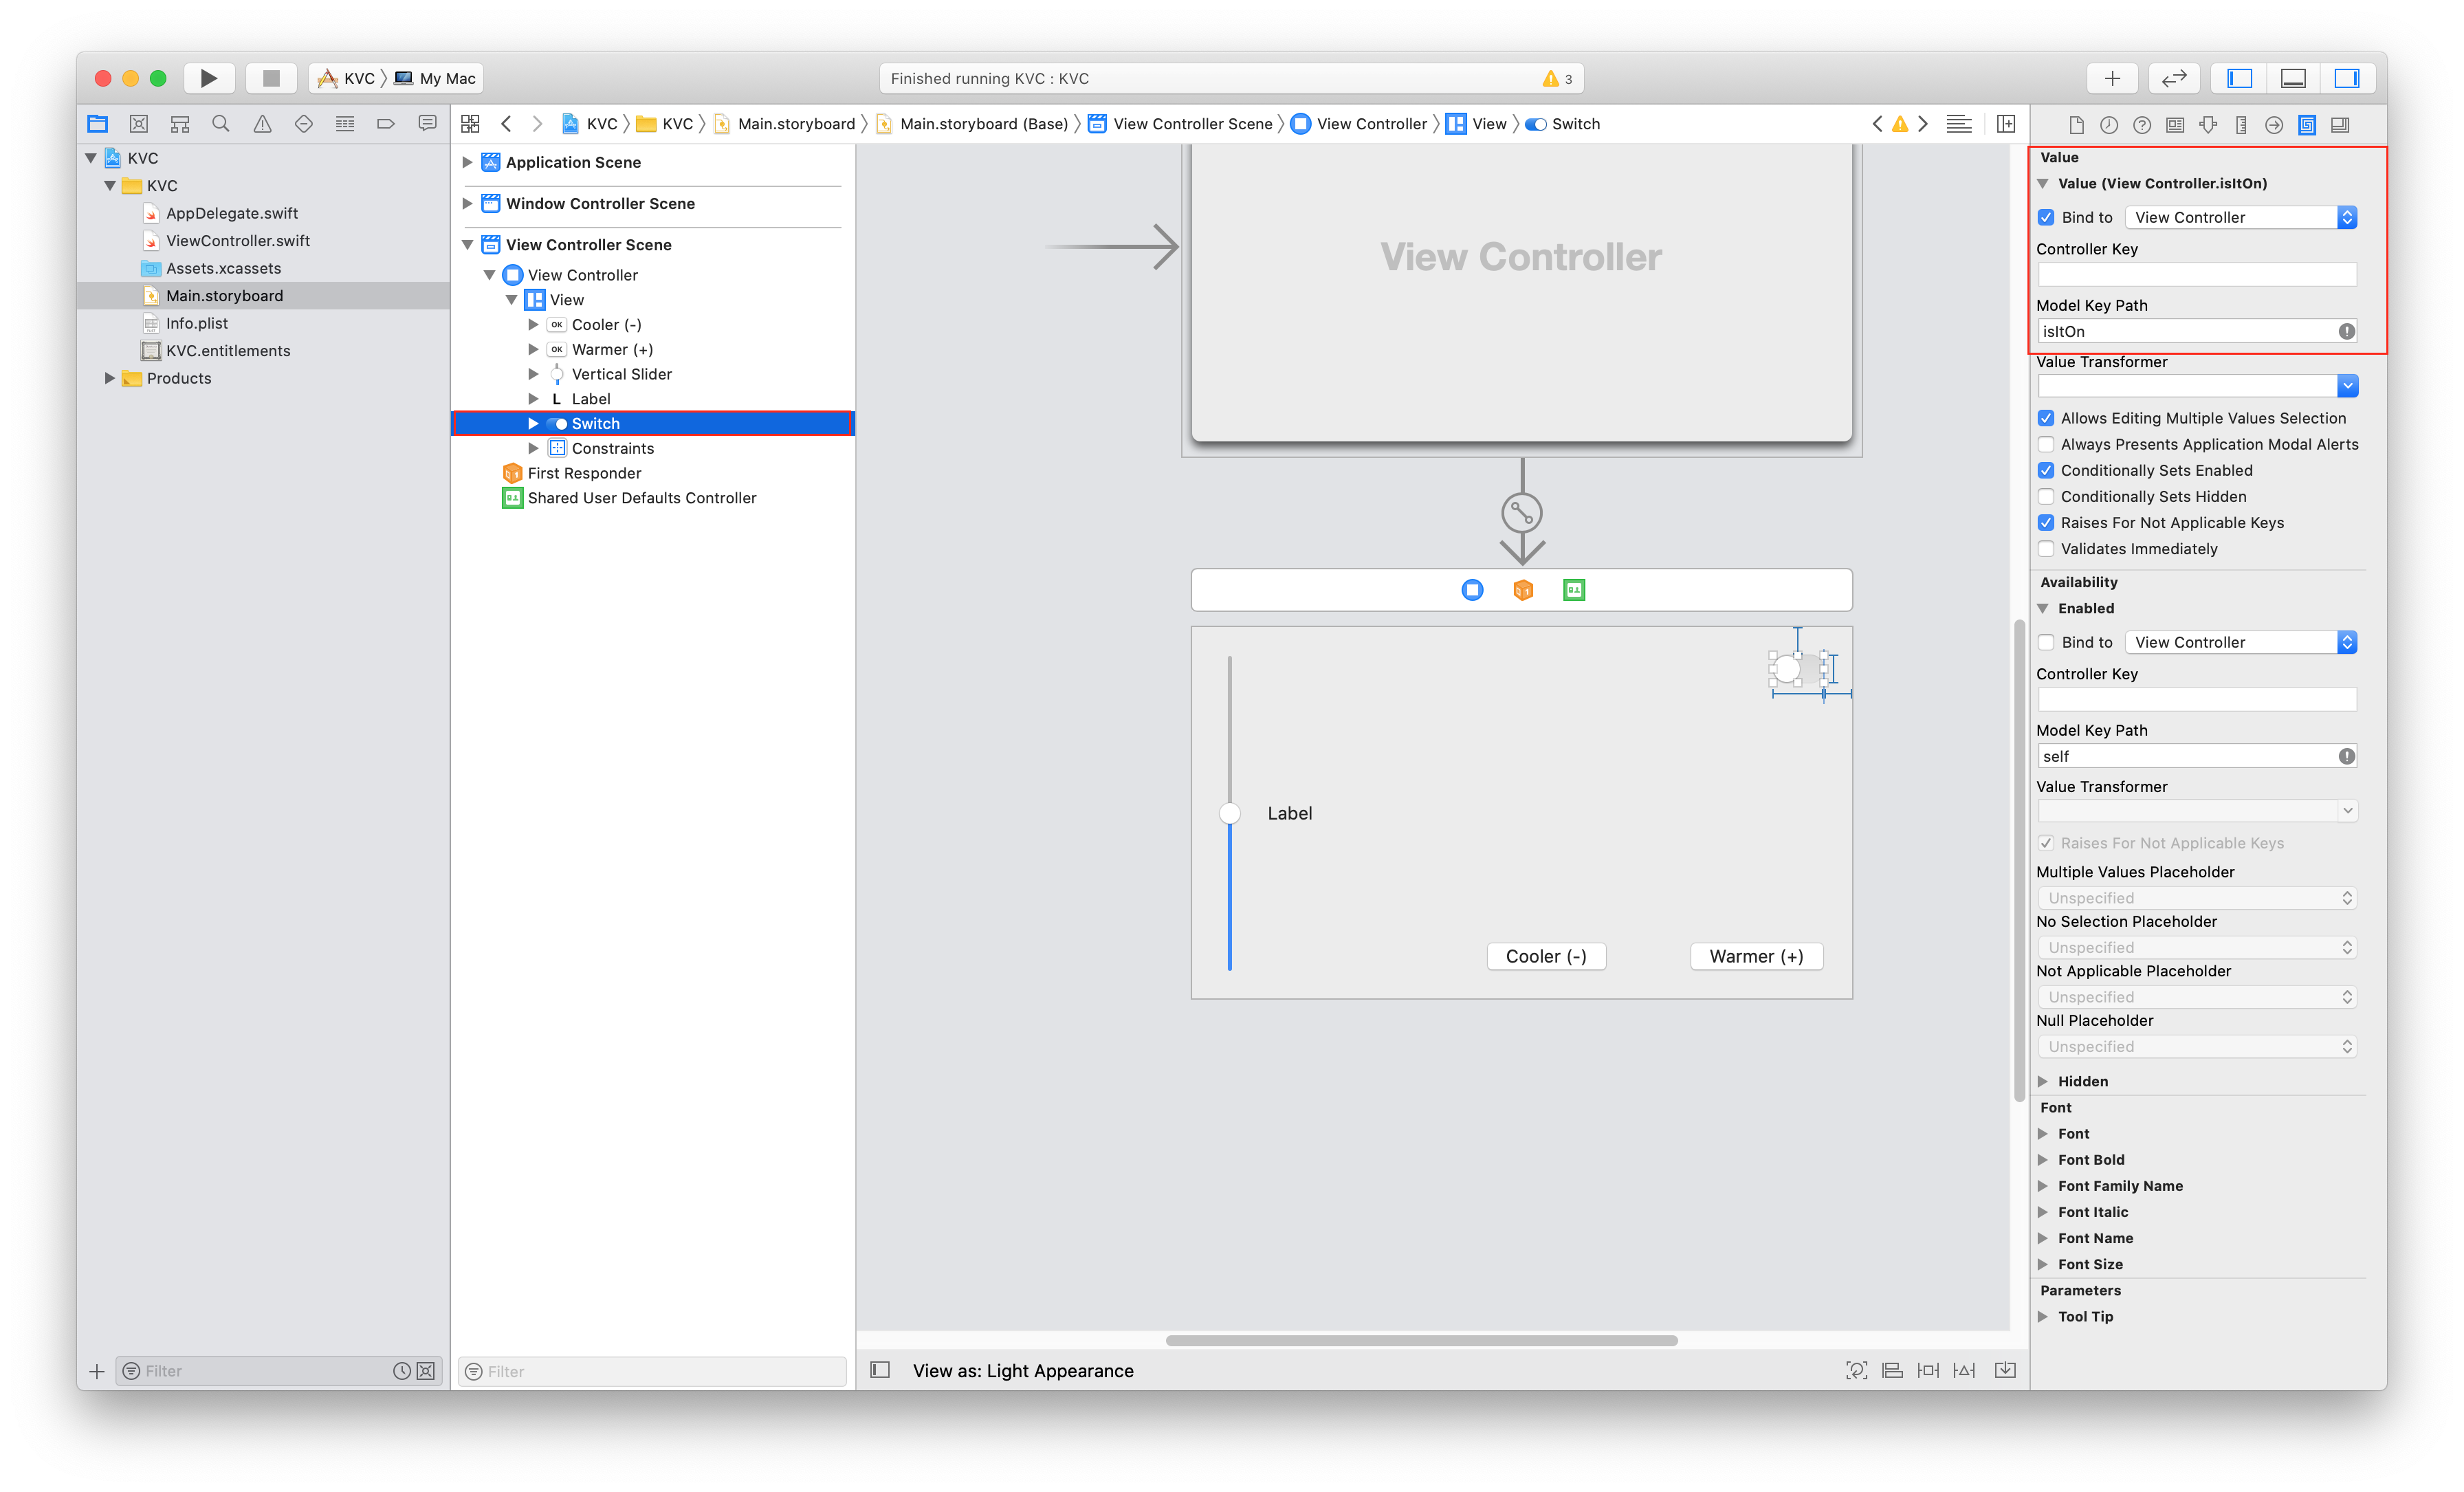 KVC 〉 My Mac
Finished running KVC : KVC
3
KVC 〉 KVC 〉 Main.storyboard 〉 Main.storyboard (Base) 〉 View Controller Scene 〉 View Controller 〉 View 〉 Switch
KVC
KVC
AppDelegate.swift
ViewController.swift
Assets.xcassets
Main.storyboard
Info.plist
KVC.entitlements
Products
Filter
Application Scene
Window Controller Scene
View Controller Scene
View Controller
View
OK Cooler (-)
OK Warmer (+)
Vertical Slider
L Label
Switch
Constraints
First Responder
Shared User Defaults Controller
Filter
View Controller
Label
Cooler (-)
Warmer (+)
View as: Light Appearance
Value
Value (View Controller.isItOn)
Bind to View Controller
Controller Key
Model Key Path
isItOn
Value Transformer
Allows Editing Multiple Values Selection
Always Presents Application Modal Alerts
Conditionally Sets Enabled
Conditionally Sets Hidden
Raises For Not Applicable Keys
Validates Immediately
Availability
Enabled
Bind to View Controller
Controller Key
Model Key Path
self
Value Transformer
Raises For Not Applicable Keys
Multiple Values Placeholder
Unspecified
No Selection Placeholder
Unspecified
Not Applicable Placeholder
Unspecified
Null Placeholder
Unspecified
Hidden
Font
Font
Font Bold
Font Family Name
Font Italic
Font Name
Font Size
Parameters
Tool Tip